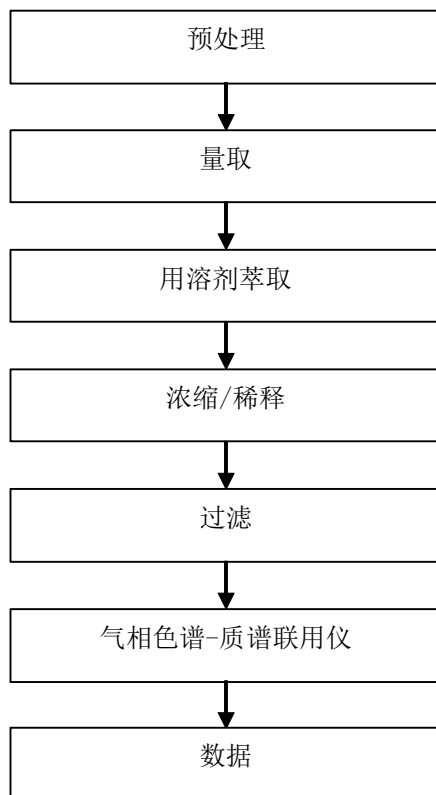 预处理
量取
用溶剂萃取
浓缩/稀释
过滤
气相色谱-质谱联用仪
数据